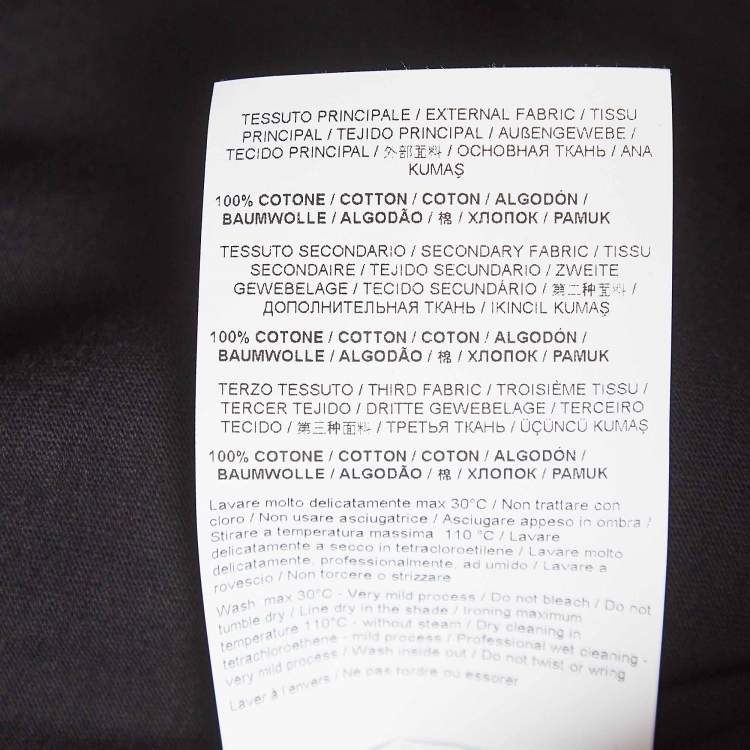 TESSUTO PRINCIPALE / EXTERNAL FABRIC / TISSU
PRINCIPAL / TEJIDO PRINCIPAL / AUßENGEWEBE /
TECIDO PRINCIPAL / 外部面料 / ОСНОВНАЯ ТКАНЬ / ANA
KUMAŞ
100% COTONE / COTTON / COTON / ALGODÓN /
BAUMWOLLE / ALGODÃO / 棉 / ХЛОПОК / PAMUK
TESSUTO SECONDARIO / SECONDARY FABRIC / TISSU
SECONDAIRE / TEJIDO SECUNDARIO / ZWEITE
GEWEBELAGE / TECIDO SECUNDÁRIO / 第二种面料 /
ДОПОЛНИТЕЛЬНАЯ ТКАНЬ / IKINCIL KUMAŞ
100% COTONE / COTTON / COTON / ALGODÓN /
BAUMWOLLE / ALGODÃO / 棉 / ХЛОПОК / PAMUK
TERZO TESSUTO / THIRD FABRIC / TROISIÈME TISSU /
TERCER TEJIDO / DRITTE GEWEBELAGE / TERCEIRO
TECIDO / 第三种面料 / ТРЕТЬЯ ТКАНЬ / ÜÇÜNCÜ KUMAŞ
100% COTONE / COTTON / COTON / ALGODÓN /
BAUMWOLLE / ALGODÃO / 棉 / ХЛОПОК / PAMUK
Lavare molto delicatamente max 30°C / Non trattare con
cloro / Non usare asciugatrice / Asciugare appeso in ombra /
Stirare a temperatura massima 110 °C / Lavare
delicatamente a secco in tetracloroetilene / Lavare molto
delicatamente, professionalmente, ad umido / Lavare a
rovescio / Non torcere o strizzare
Wash max 30°C - Very mild process / Do not bleach / Do not
tumble dry / Line dry in the shade / Ironing maximum
temperature 110°C - without steam / Dry cleaning in
tetrachloroethene - mild process / Professional wet cleaning -
very mild process / Wash inside out / Do not twist or wring
Laver à l'envers / Ne pas tordre ou essorer